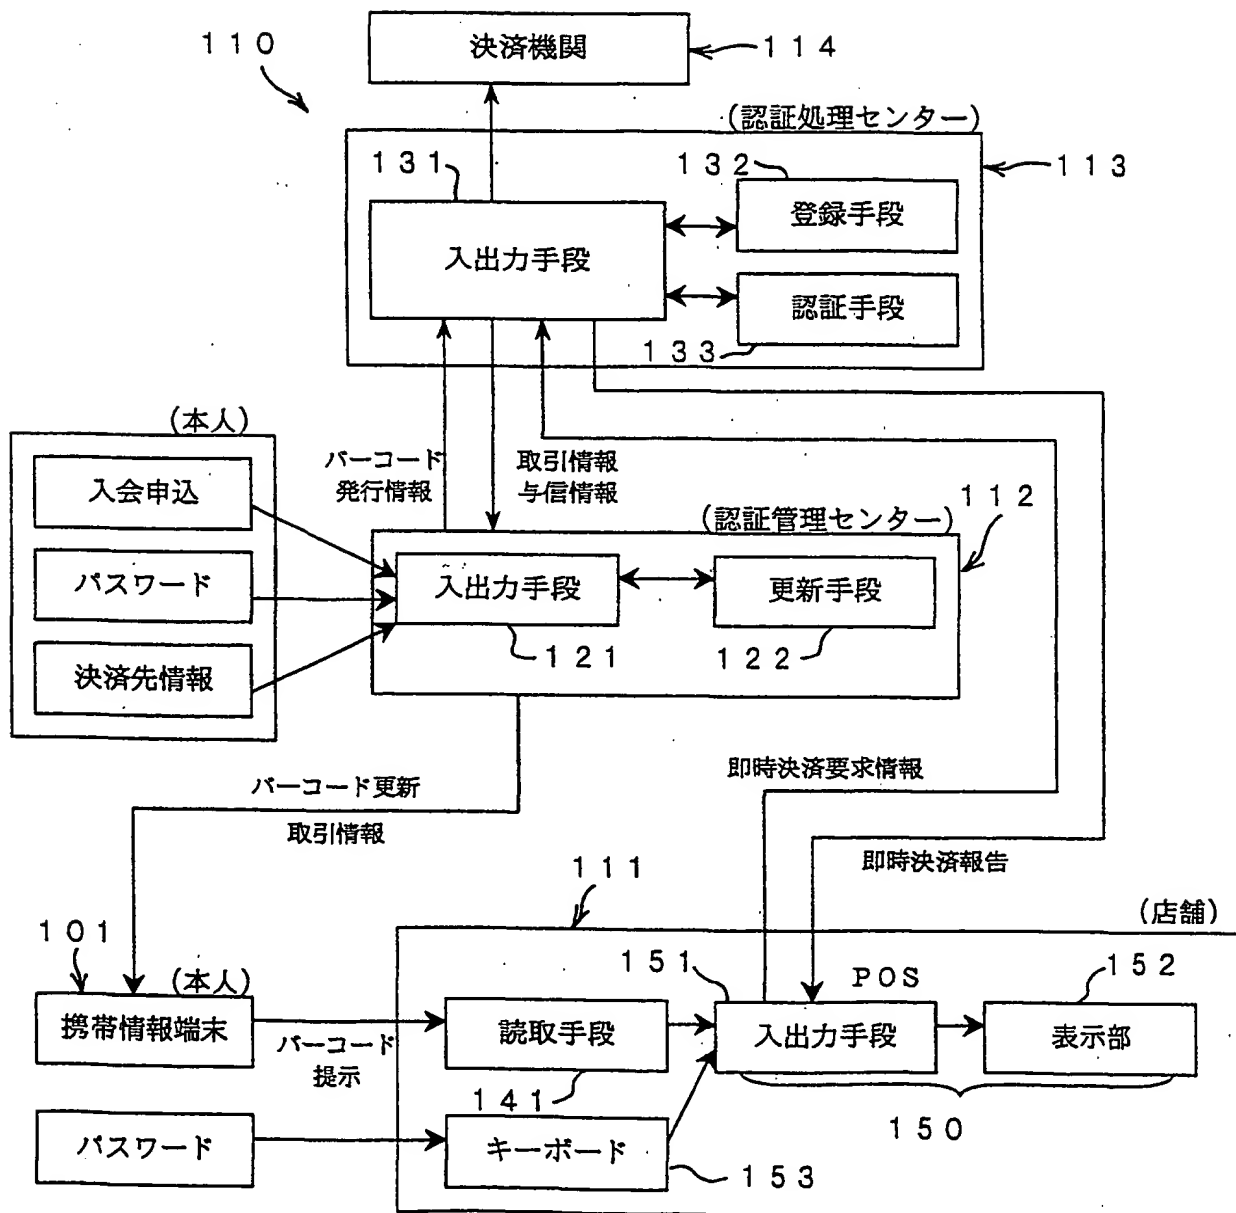 110
決済機関
114
(認証処理センター)
131
132
113
登録手段
入出力手段
認証手段
133
(本人)
入会申込
パスワード
決済先情報
バーコード
発行情報
取引情報
与信情報
(認証管理センター)
112
入出力手段
更新手段
121
122
バーコード更新
取引情報
即時決済要求情報
即時決済報告
111
(店舗)
101
(本人)
151
POS
152
携帯情報端末
バーコード
提示
読取手段
入出力手段
表示部
141
150
パスワード
キーボード
153